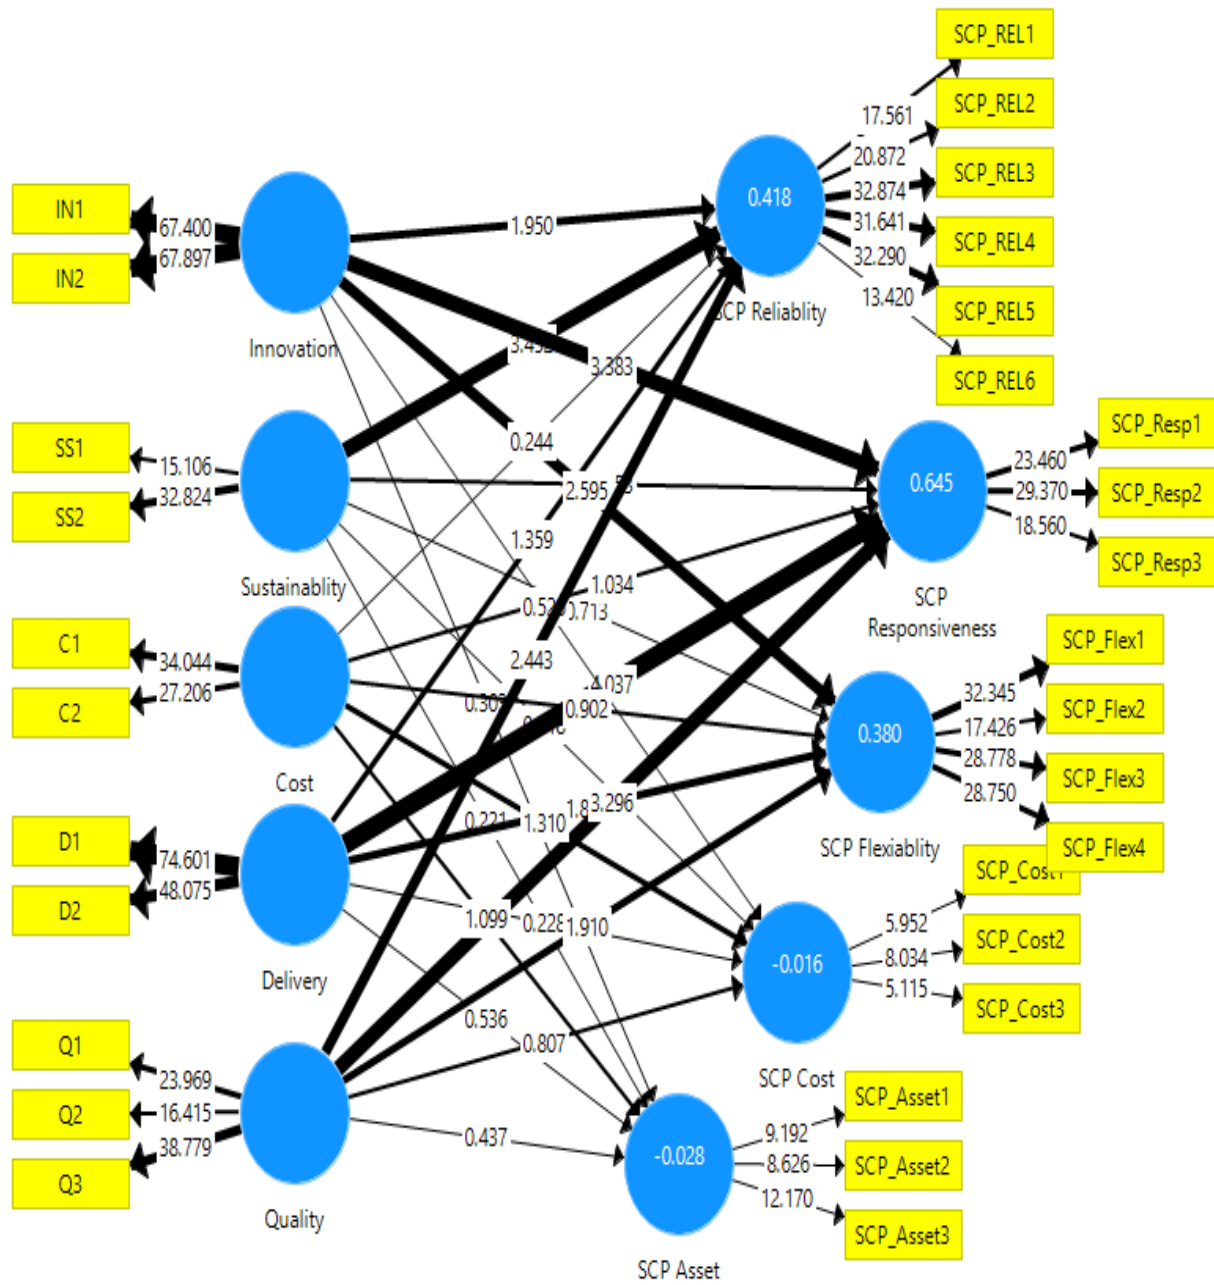 SCP_REL1
SCP_REL2
SCP_REL3
SCP_REL4
SCP_REL5
SCP_REL6
17.561
20.872
32.874
31.641
32.290
13.420
0.418
SCP Reliablity
IN1
IN2
67.400
67.897
Innovation
1.950
3.383
SS1
SS2
15.106
32.824
Sustainablity
0.244
2.595
1.359
SCP_Resp1
SCP_Resp2
SCP_Resp3
23.460
29.370
18.560
0.645
SCP
Responsiveness
C1
C2
34.044
27.206
Cost
1.034
0.713
2.443
4.037
0.902
SCP_Flex1
SCP_Flex2
SCP_Flex3
SCP_Flex4
32.345
17.426
28.778
28.750
0.380
SCP Flexiablity
D1
D2
74.601
48.075
Delivery
0.221
1.310
3.296
1.099
0.228
1.910
SCP_Cost1
SCP_Cost2
SCP_Cost3
5.952
8.034
5.115
-0.016
SCP Cost
Q1
Q2
Q3
23.969
16.415
38.779
Quality
0.536
0.807
0.437
SCP_Asset1
SCP_Asset2
SCP_Asset3
9.192
8.626
12.170
-0.028
SCP Asset